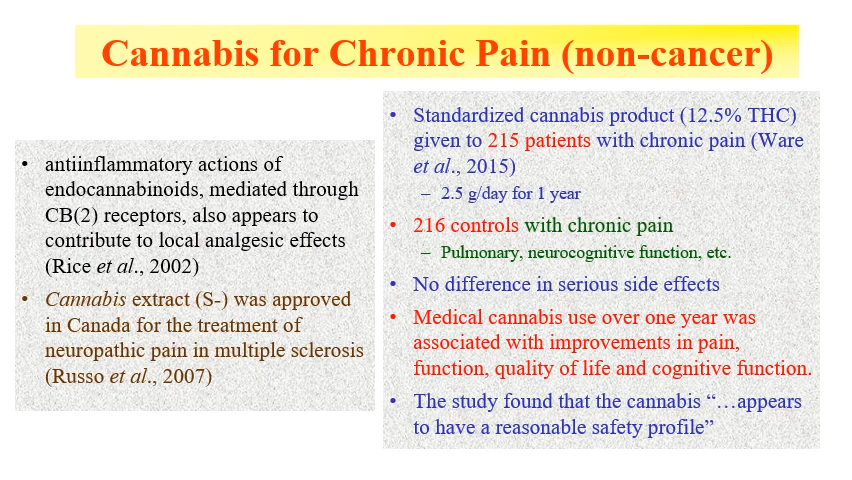 Cannabis for Chronic Pain (non-cancer)
• antiinflammatory actions of
endocannabinoids, mediated through
CB(2) receptors, also appears to
contribute to local analgesic effects
(Rice et al., 2002)
• Cannabis extract (S-) was approved
in Canada for the treatment of
neuropathic pain in multiple sclerosis
(Russo et al., 2007)
• Standardized cannabis product (12.5% THC)
given to 215 patients with chronic pain (Ware
et al., 2015)
– 2.5 g/day for 1 year
• 216 controls with chronic pain
– Pulmonary, neurocognitive function, etc.
• No difference in serious side effects
• Medical cannabis use over one year was
associated with improvements in pain,
function, quality of life and cognitive function.
• The study found that the cannabis “…appears
to have a reasonable safety profile”